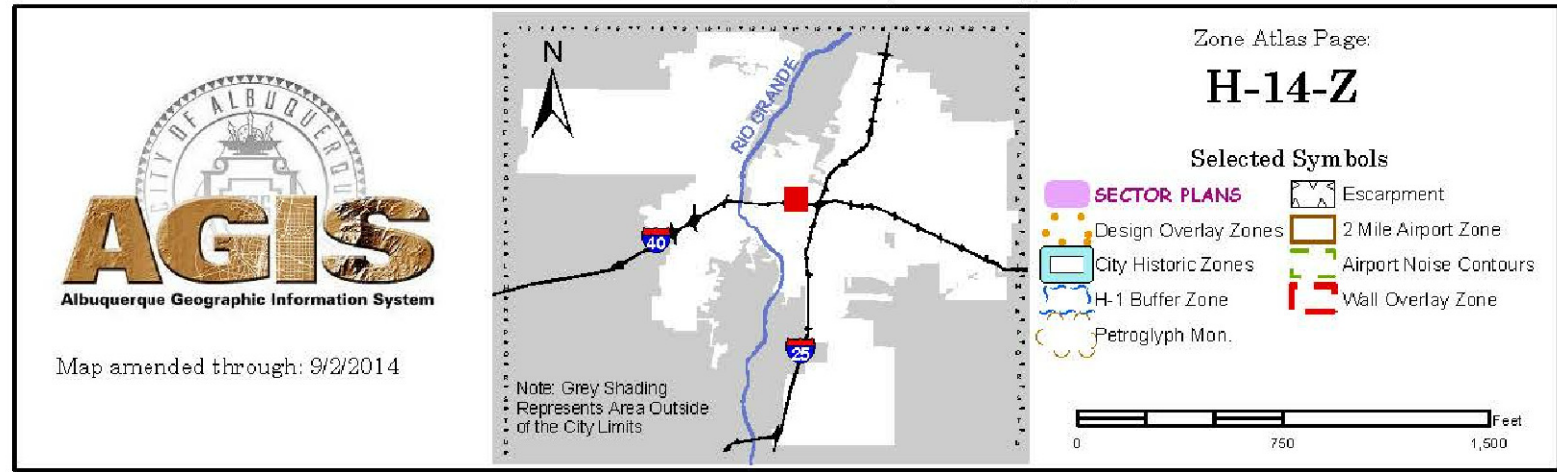 CITY OF ALBUQUERQUE
AGIS
Albuquerque Geographic Information System
Map amended through: 9/2/2014
N
RIO GRANDE
40
25
Note: Grey Shading
Represents Area Outside
of the City Limits
Zone Atlas Page:
H-14-Z
Selected Symbols
SECTOR PLANS
Design Overlay Zones
City Historic Zones
H-1 Buffer Zone
Petroglyph Mon.
Escarpment
2 Mile Airport Zone
Airport Noise Contours
Wall Overlay Zone
Feet
0 750 1,500